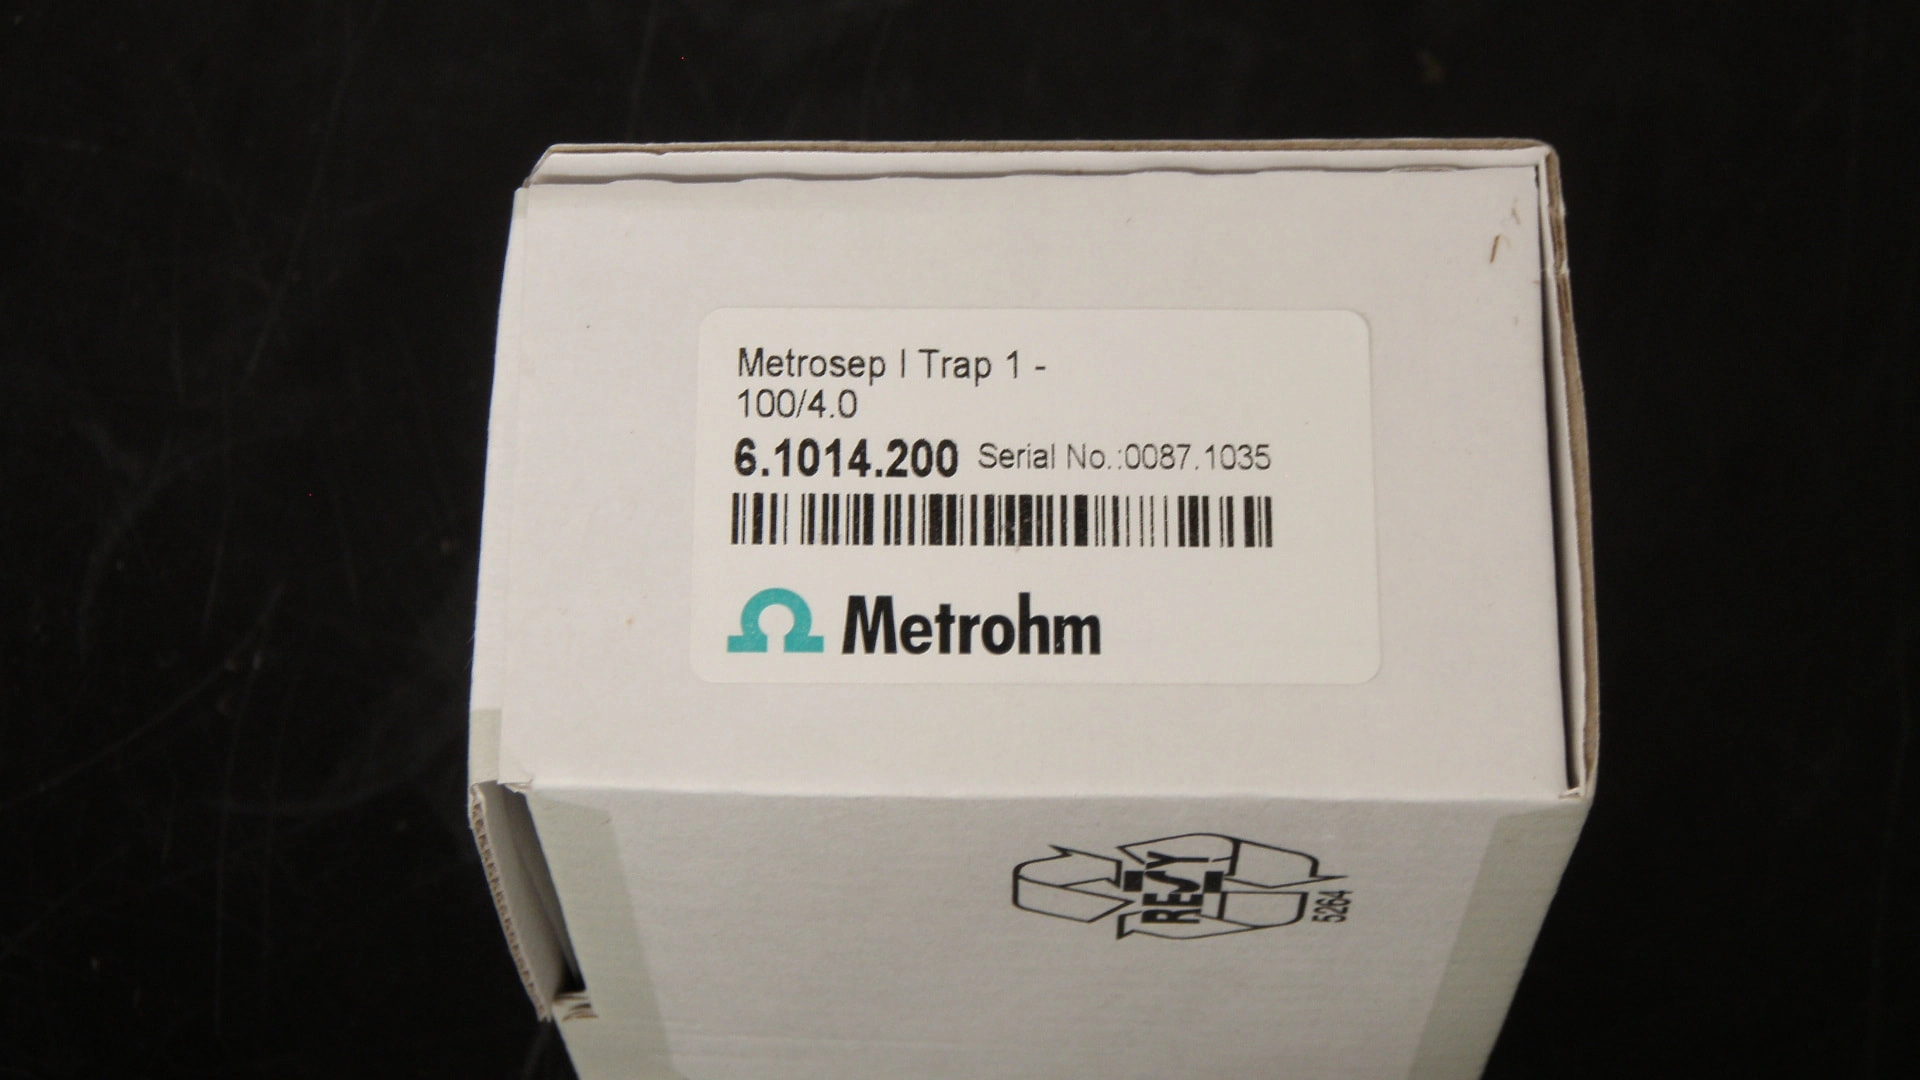 Metrosep I Trap 1 -
100/4.0
6.1014.200 Serial No.:0087.1035
Metrohm
RESY
5264